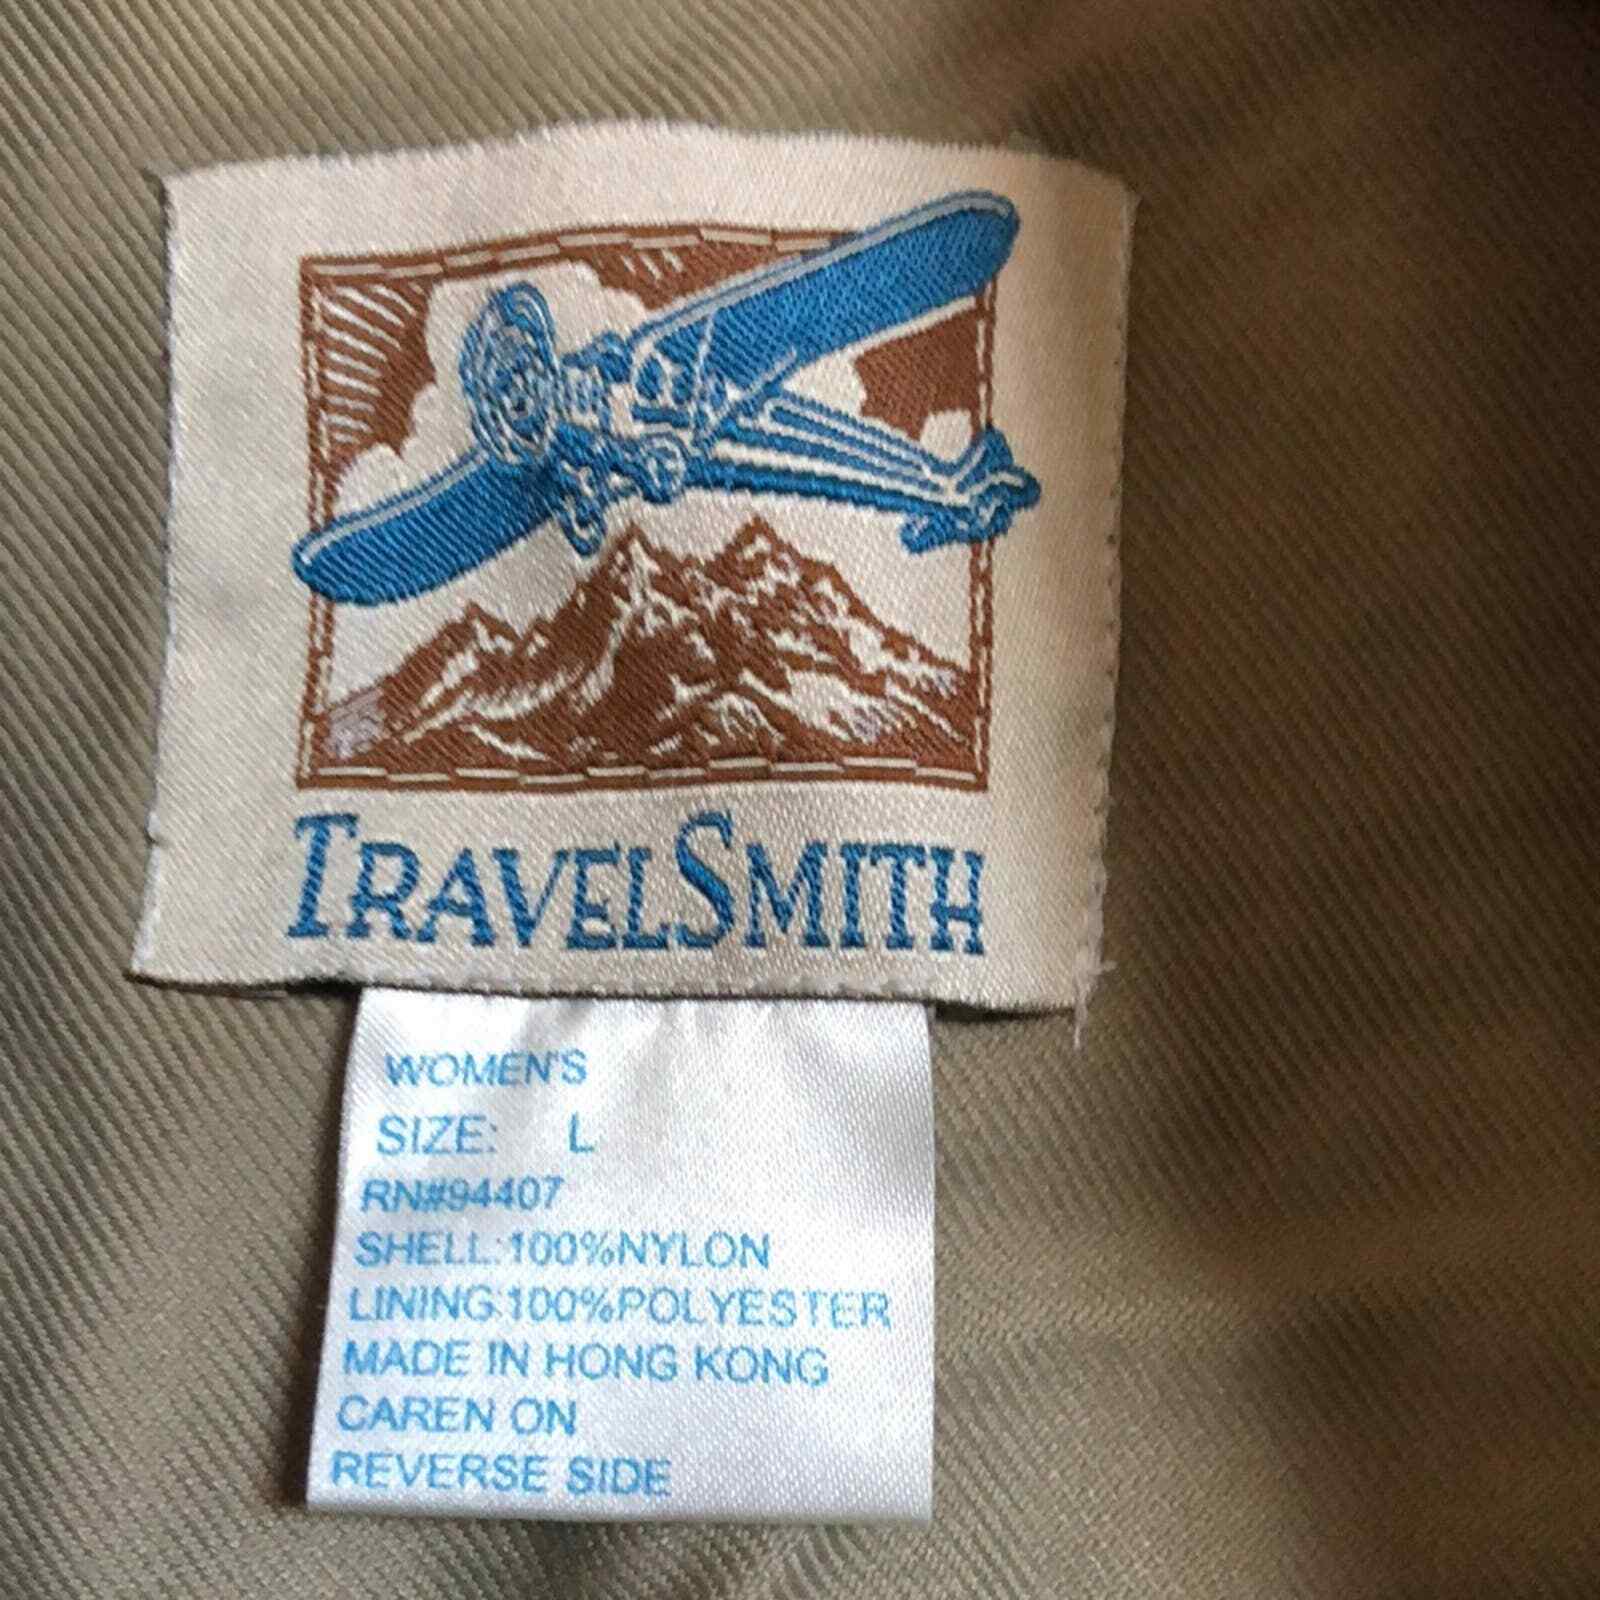 TRAVELSMITH
WOMEN'S
SIZE: L
RN#94407
SHELL:100%NYLON
LINING:100%POLYESTER
MADE IN HONG KONG
CAREN ON
REVERSE SIDE